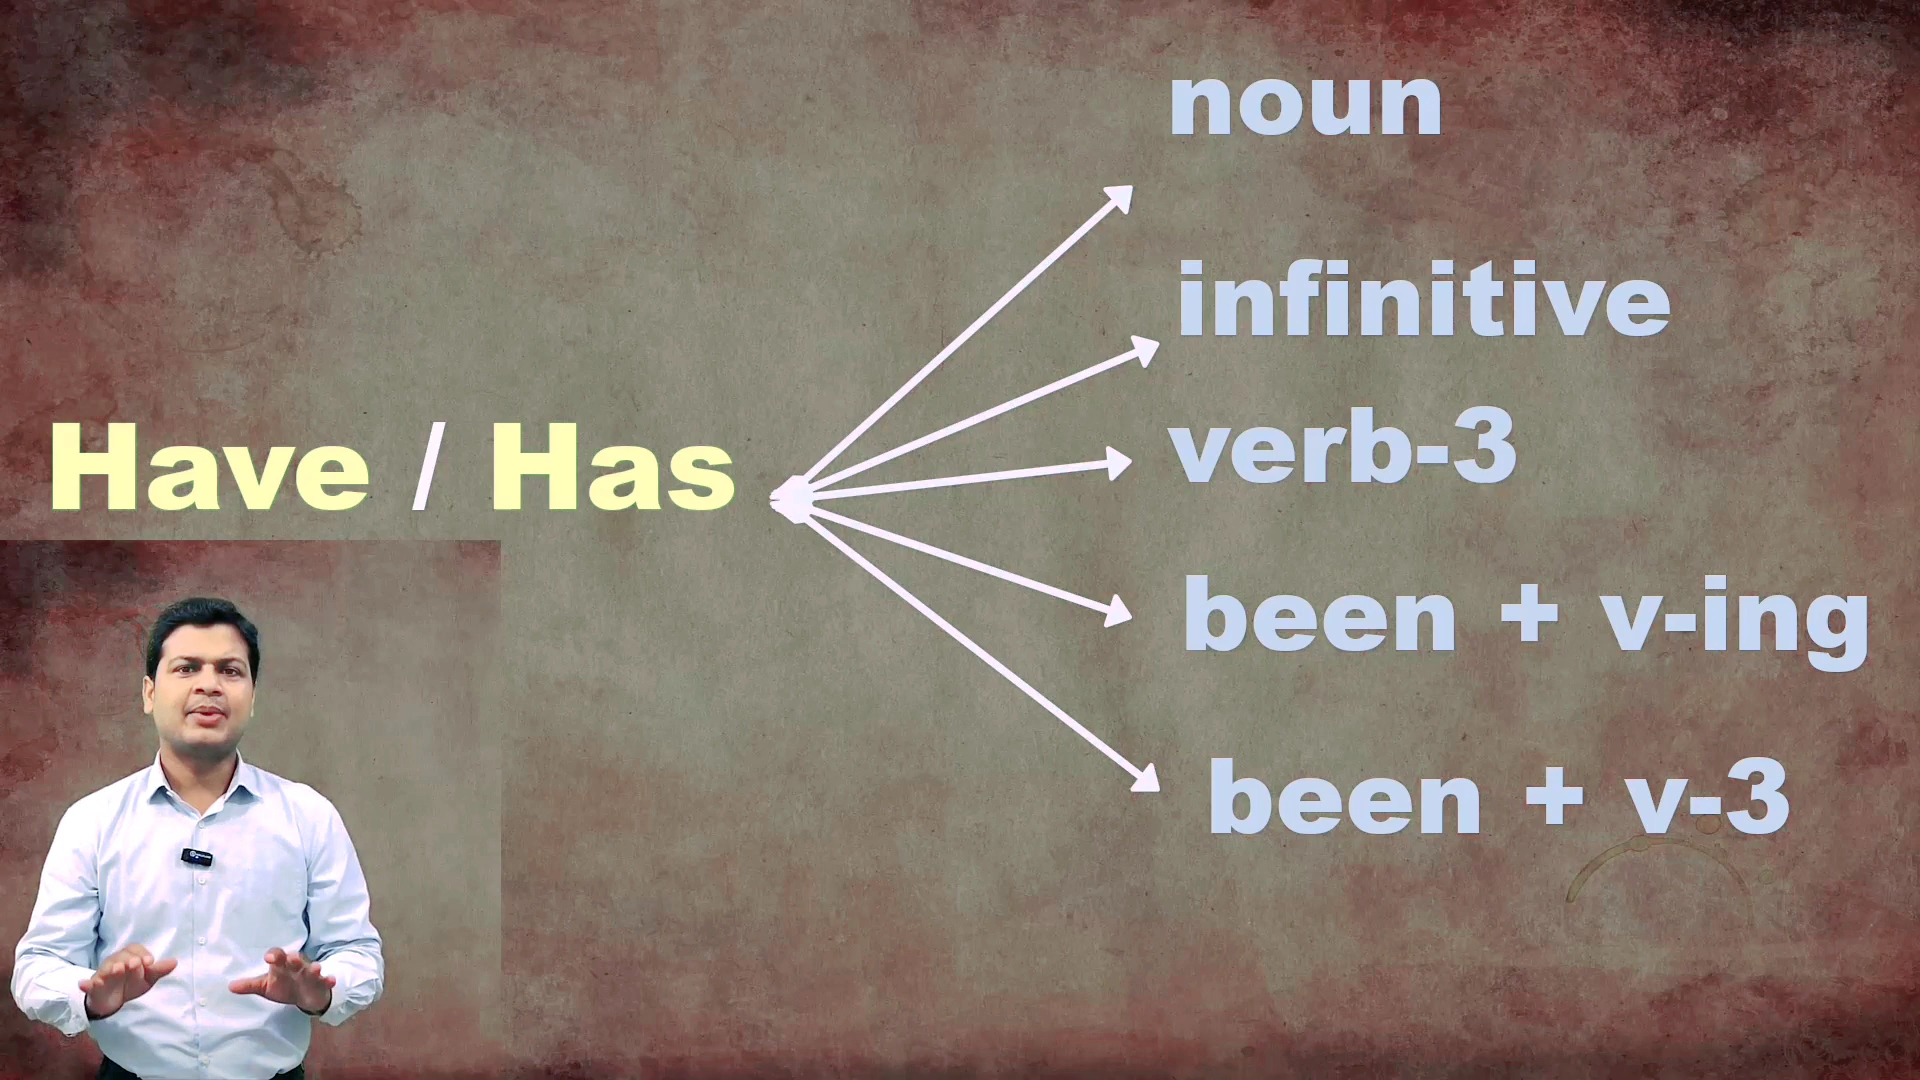 noun
infinitive
Have / Has
verb-3
been + v-ing
been + v-3